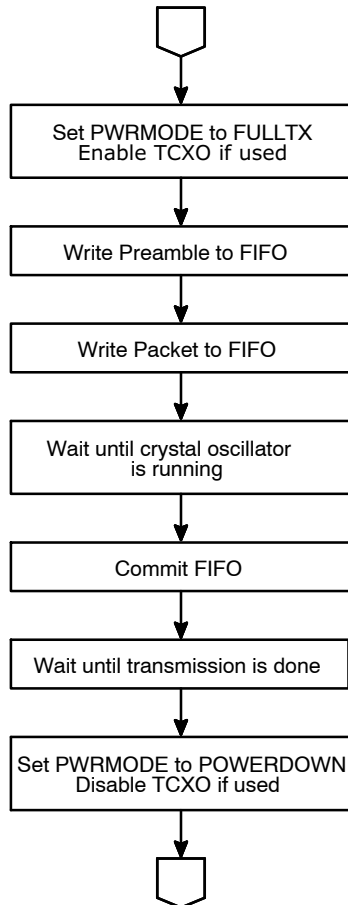 Set PWRMODE to FULLTX
Enable TCXO if used
Write Preamble to FIFO
Write Packet to FIFO
Wait until crystal oscillator
is running
Commit FIFO
Wait until transmission is done
Set PWRMODE to POWERDOWN
Disable TCXO if used